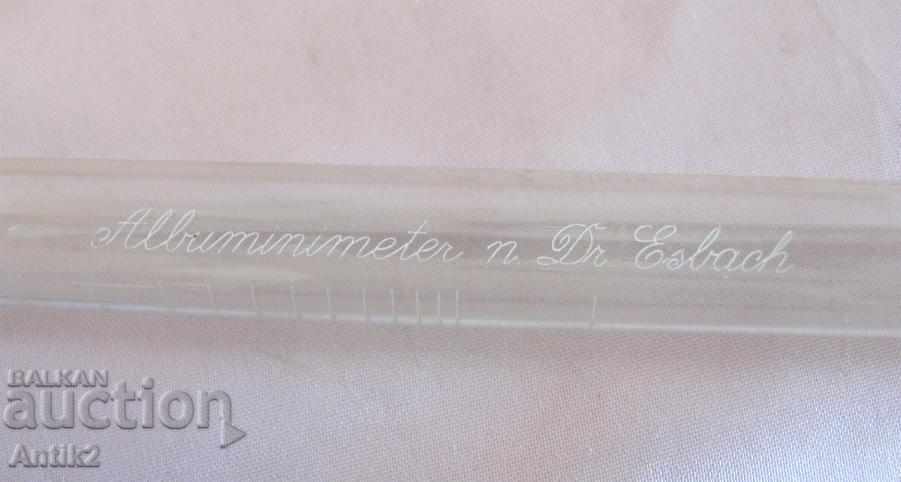 Albuminimeter n. Dr Esbach
BALKAN
auction
Antik2